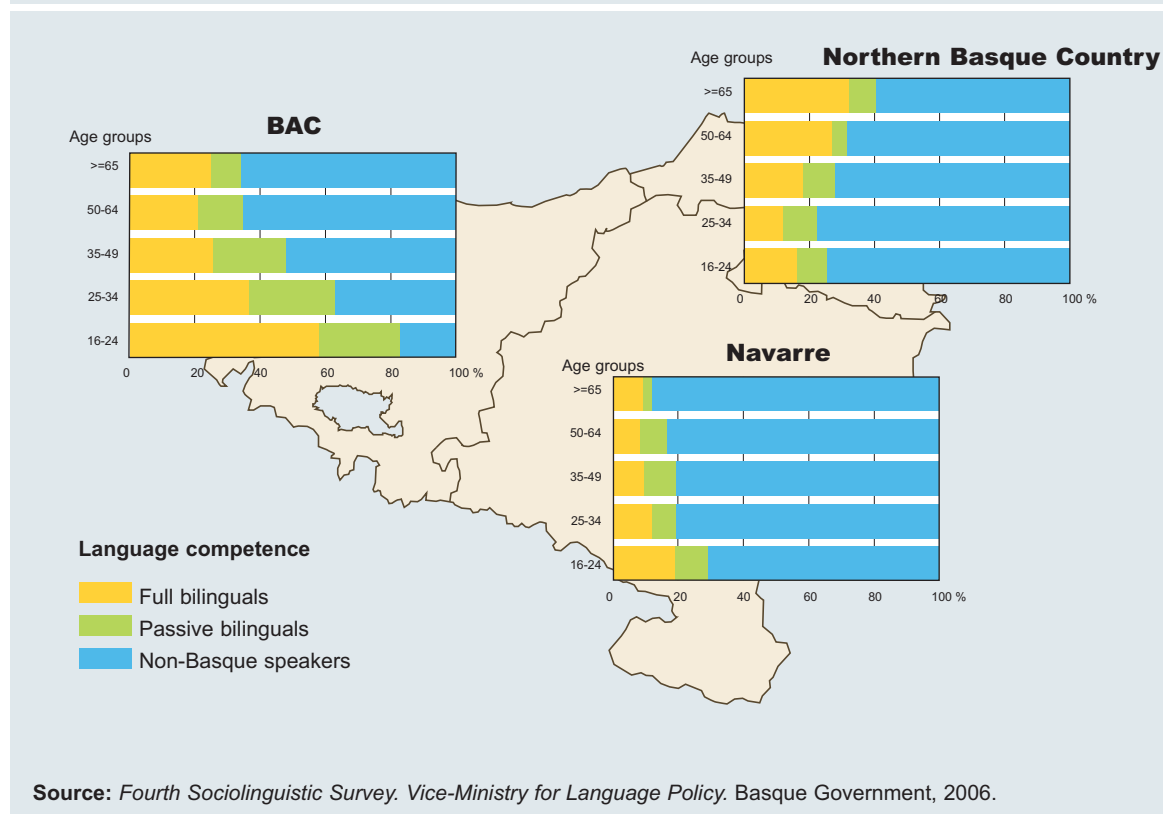 Northern Basque Country
Age groups
>=65
50-64
35-49
25-34
16-24
0 20 40 60 80 100 %
BAC
Age groups
>=65
50-64
35-49
25-34
16-24
0 20 40 60 80 100 %
Navarre
Age groups
>=65
50-64
35-49
25-34
16-24
0 20 40 60 80 100 %
Language competence
Full bilinguals
Passive bilinguals
Non-Basque speakers
Source: Fourth Sociolinguistic Survey. Vice-Ministry for Language Policy. Basque Government, 2006.